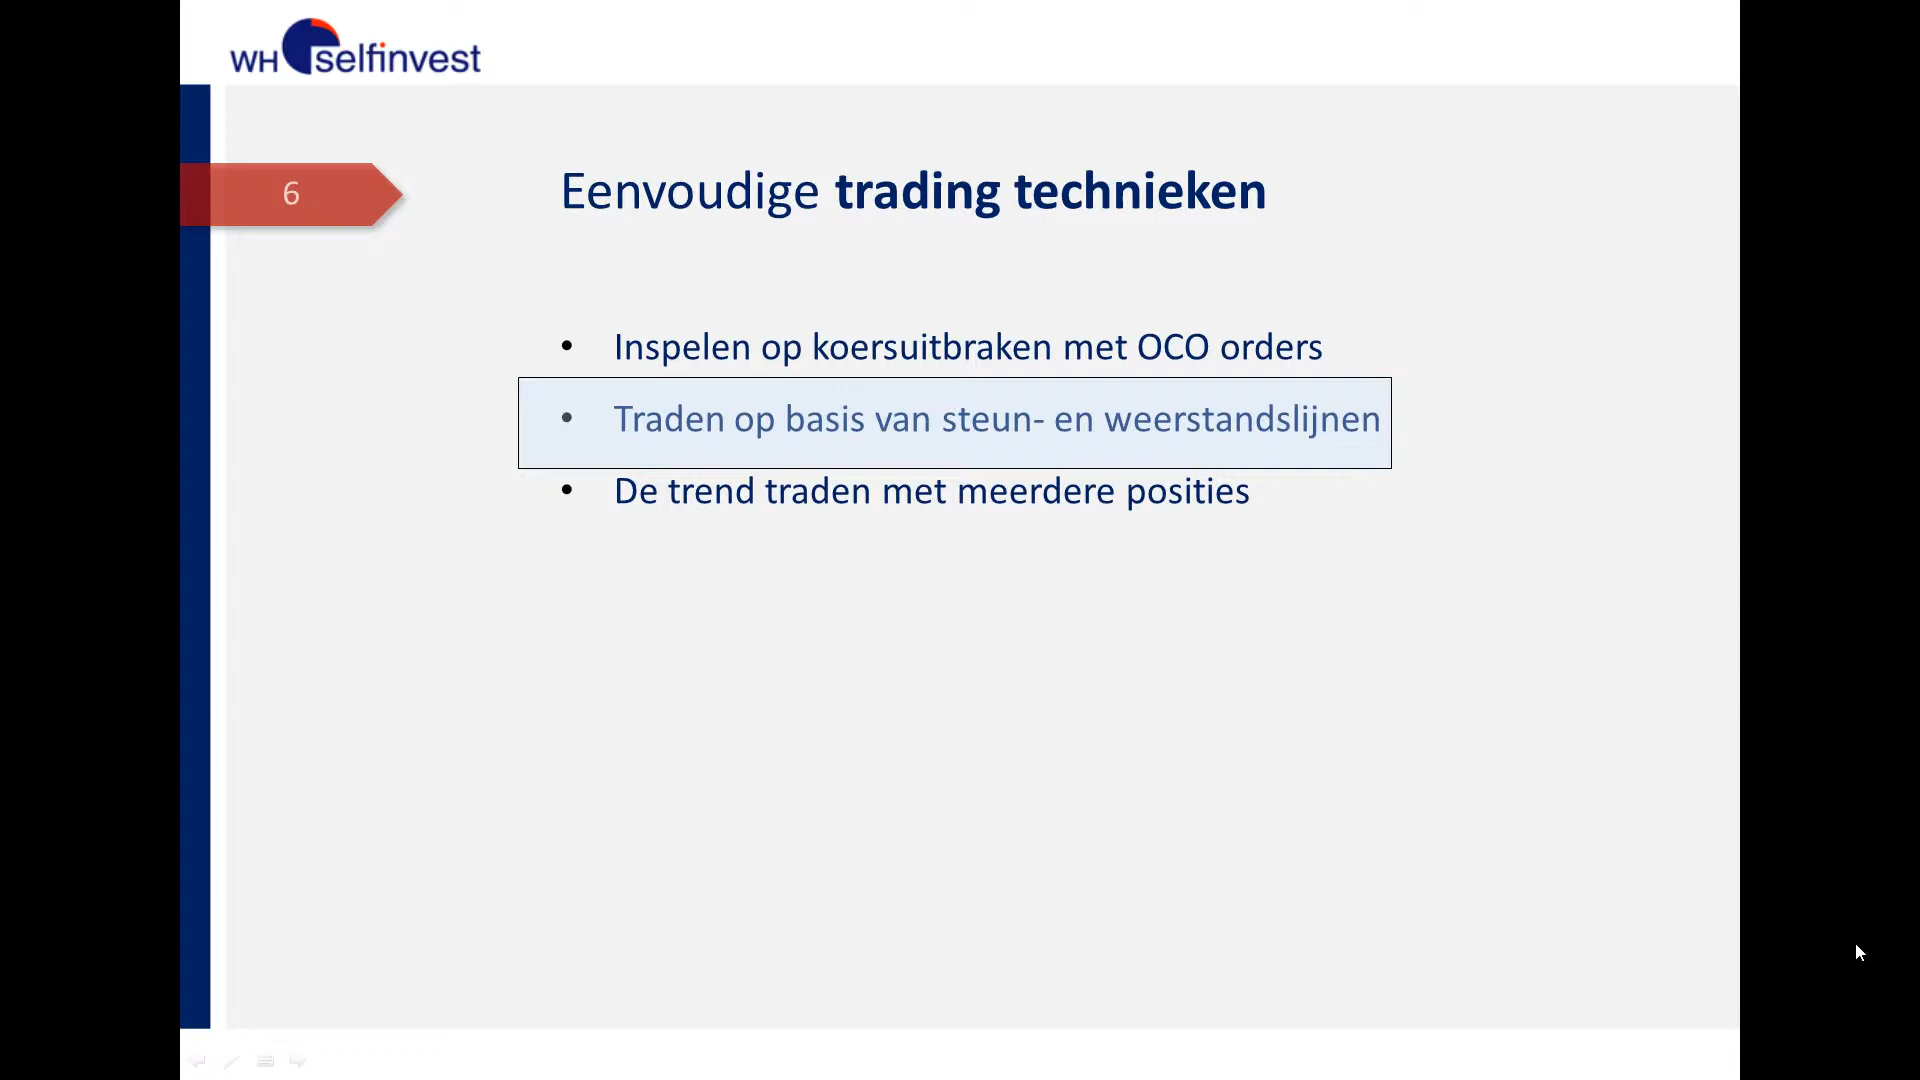 WH selfinvest
6
Eenvoudige trading technieken
• Inspelen op koersuitbraken met OCO orders
• Traden op basis van steun- en weerstandslijnen
• De trend traden met meerdere posities